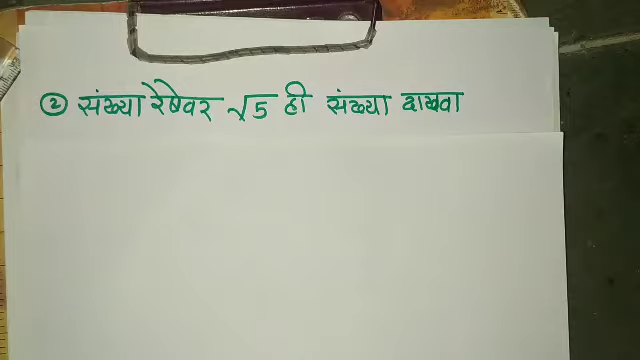 ② संख्या रेषेवर √5 ही संख्या दाखवा